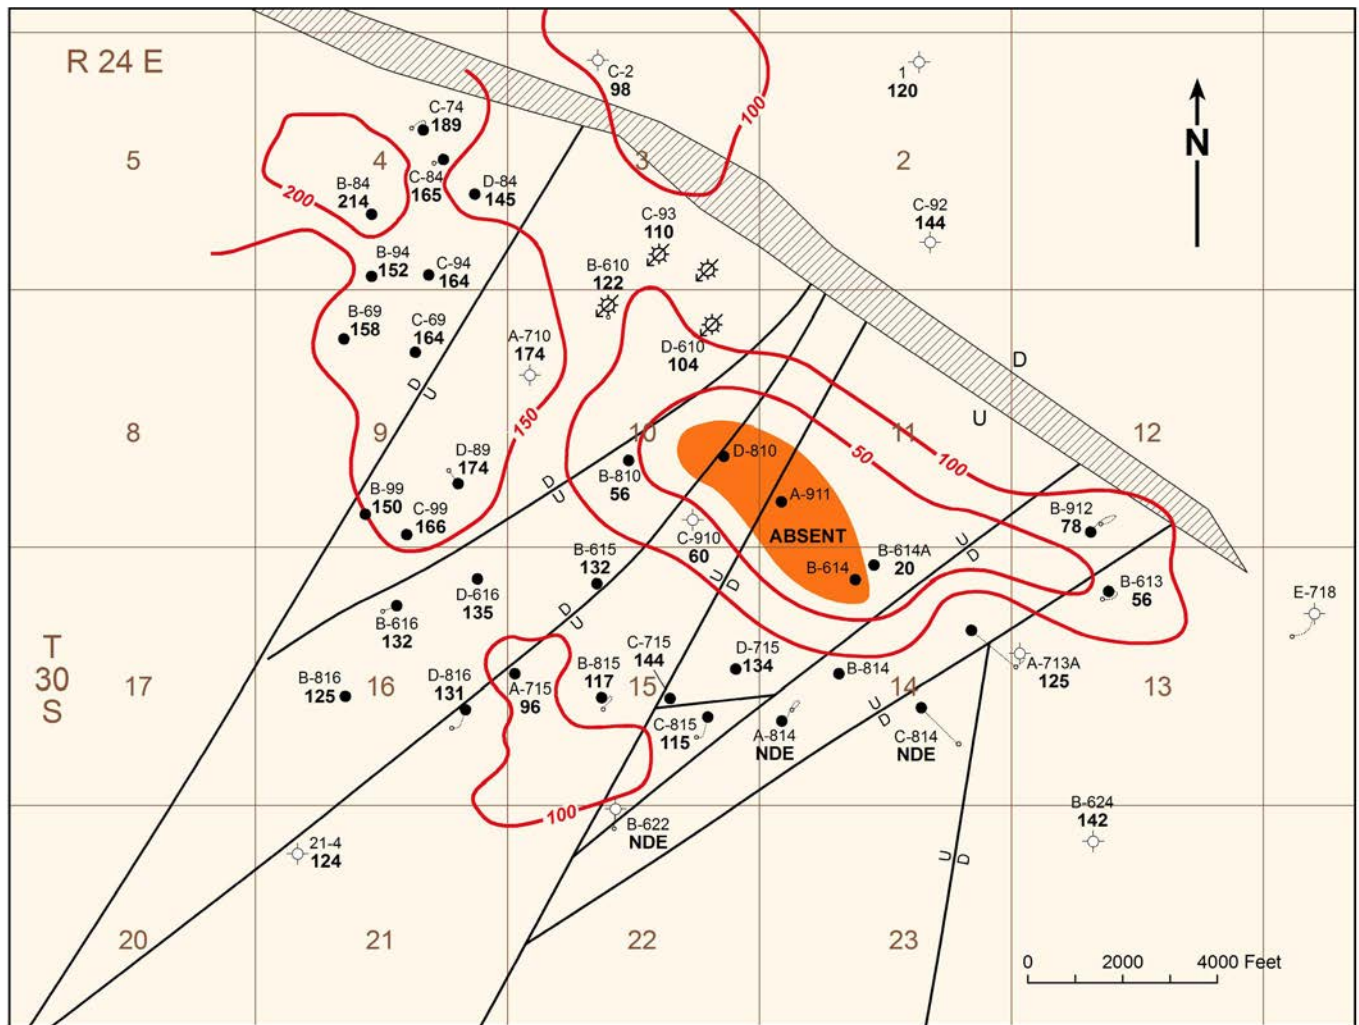 R 24 E
C-2
98
1
120
100
N
C-74
189
5
4
3
2
C-84
165
D-84
145
B-84
214
200
C-93
110
C-92
144
B-94
152
C-94
164
B-610
122
B-69
158
C-69
164
A-710
174
D-610
104
D
U
D
U
8
9
150
10
11
12
50
100
D-89
174
D-810
B-810
56
D
U
A-911
ABSENT
B-99
150
C-99
166
C-910
60
B-912
78
U
D
B-615
132
B-614A
20
B-614
U
D
B-613
56
E-718
D-616
135
B-616
132
D
U
T
30
S
17
16
15
14
13
C-715
144
D-715
134
B-814
A-713A
125
B-816
125
D-816
131
A-715
96
B-815
117
C-815
115
A-814
NDE
U
D
C-814
NDE
100
B-622
NDE
B-624
142
21-4
124
U
D
20
21
22
23
0 2000 4000 Feet